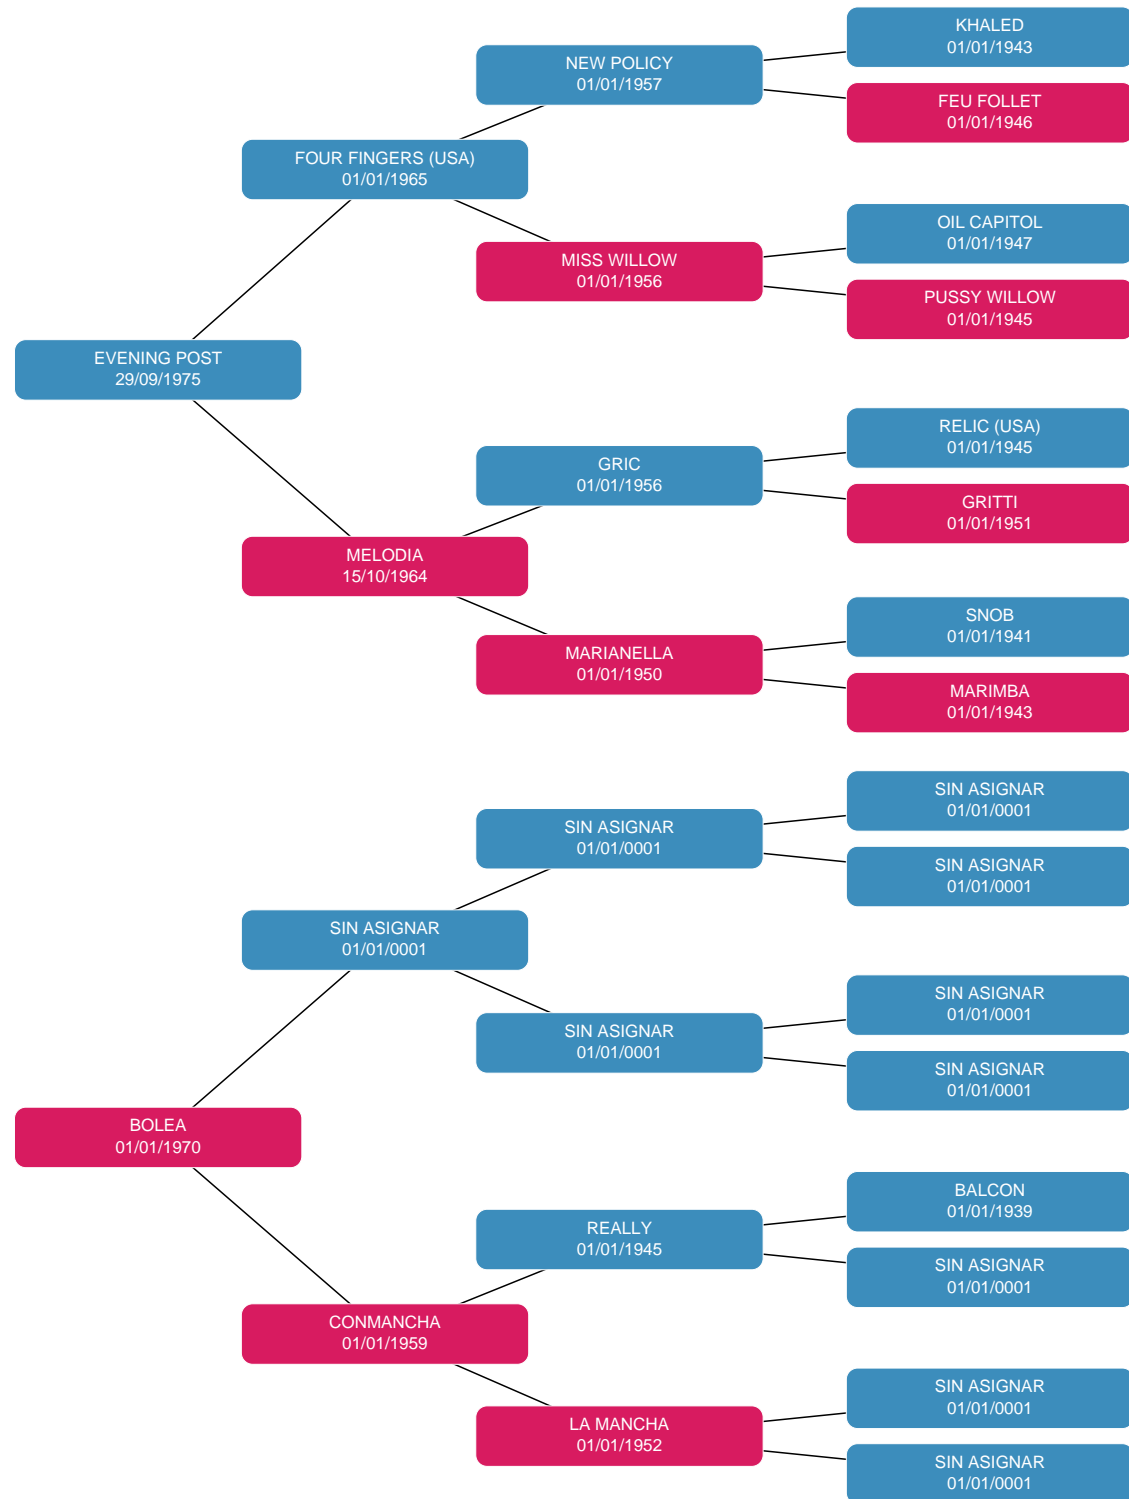 KHALED
01/01/1943
NEW POLICY
01/01/1957
FEU FOLLET
01/01/1946
FOUR FINGERS (USA)
01/01/1965
OIL CAPITOL
01/01/1947
MISS WILLOW
01/01/1956
PUSSY WILLOW
01/01/1945
EVENING POST
29/09/1975
RELIC (USA)
01/01/1945
GRIC
01/01/1956
GRITTI
01/01/1951
MELODIA
15/10/1964
SNOB
01/01/1941
MARIANELLA
01/01/1950
MARIMBA
01/01/1943
SIN ASIGNAR
01/01/0001
SIN ASIGNAR
01/01/0001
SIN ASIGNAR
01/01/0001
SIN ASIGNAR
01/01/0001
SIN ASIGNAR
01/01/0001
SIN ASIGNAR
01/01/0001
SIN ASIGNAR
01/01/0001
BOLEA
01/01/1970
BALCON
01/01/1939
REALLY
01/01/1945
SIN ASIGNAR
01/01/0001
CONMANCHA
01/01/1959
SIN ASIGNAR
01/01/0001
LA MANCHA
01/01/1952
SIN ASIGNAR
01/01/0001